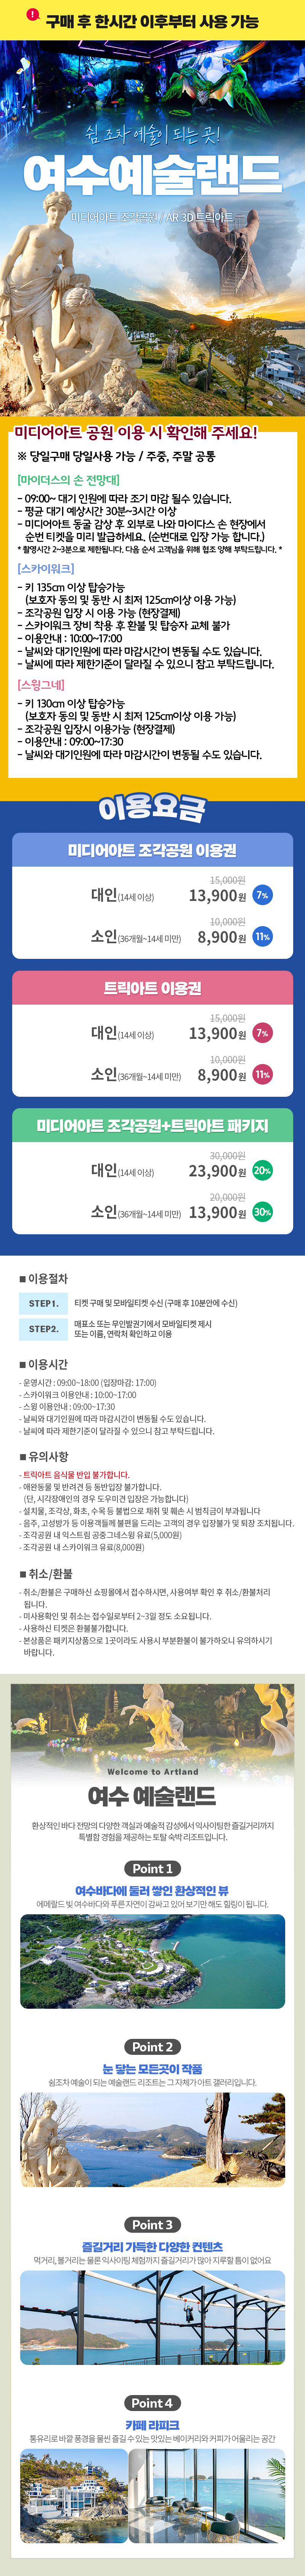 ! 구매 후 한시간 이후부터 사용 가능
쉼 조차 예술이 되는 곳!
여수예술랜드
미디어아트 조각공원 / AR 3D 트릭아트
미디어아트 공원 이용 시 확인해 주세요!
※ 당일구매 당일사용 가능 / 주중, 주말 공통
[마이더스의 손 전망대]
- 09:00~ 대기 인원에 따라 조기 마감 될수 있습니다.
- 평균 대기 예상시간 30분~3시간 이상
- 미디어아트 동굴 감상 후 외부로 나와 마이다스 손 현장에서
순번 티켓을 미리 발급하세요. (순번대로 입장 가능 합니다.)
* 촬영시간 2~3분으로 제한됩니다. 다음 순서 고객님을 위해 협조 양해 부탁드립니다. *
[스카이워크]
- 키 135cm 이상 탑승가능
(보호자 동의 및 동반 시 최저 125cm이상 이용 가능)
- 조각공원 입장 시 이용 가능 (현장결제)
- 스카이워크 장비 착용 후 환불 및 탑승자 교체 불가
- 이용안내 : 10:00~17:00
- 날씨와 대기인원에 따라 마감시간이 변동될 수도 있습니다.
- 날씨에 따라 제한기준이 달라질 수 있으니 참고 부탁드립니다.
[스윙그네]
- 키 130cm 이상 탑승가능
(보호자 동의 및 동반 시 최저 125cm이상 이용 가능)
- 조각공원 입장시 이용가능 (현장결제)
- 이용안내 : 09:00~17:30
- 날씨와 대기인원에 따라 마감시간이 변동될 수도 있습니다.
이용요금
미디어아트 조각공원 이용권
15,000원
대인(14세 이상) 13,900원 7%
10,000원
소인(36개월~14세 미만) 8,900원 11%
트릭아트 이용권
15,000원
대인(14세 이상) 13,900원 7%
10,000원
소인(36개월~14세 미만) 8,900원 11%
미디어아트 조각공원+트릭아트 패키지
30,000원
대인(14세 이상) 23,900원 20%
20,000원
소인(36개월~14세 미만) 13,900원 30%
■ 이용절차
STEP1. 티켓 구매 및 모바일티켓 수신 (구매 후 10분안에 수신)
STEP2. 매표소 또는 무인발권기에서 모바일티켓 제시
또는 이름, 연락처 확인하고 이용
■ 이용시간
- 운영시간 : 09:00~18:00 (입장마감: 17:00)
- 스카이워크 이용안내 : 10:00~17:00
- 스윙 이용안내 : 09:00~17:30
- 날씨와 대기인원에 따라 마감시간이 변동될 수도 있습니다.
- 날씨에 따라 제한기준이 달라질 수 있으니 참고 부탁드립니다.
■ 유의사항
- 트릭아트 음식물 반입 불가합니다.
- 애완동물 및 반려견 등 동반입장 불가합니다.
(단, 시각장애인의 경우 도우미견 입장은 가능합니다)
- 설치물, 조각상, 화초, 수목 등 불법으로 채취 및 훼손 시 범칙금이 부과됩니다
- 음주, 고성방가 등 이용객들께 불편을 드리는 고객의 경우 입장불가 및 퇴장 조치됩니다.
- 조각공원 내 익스트림 공중그네스윙 유료(5,000원)
- 조각공원 내 스카이워크 유료(8,000원)
■ 취소/환불
- 취소/환불은 구매하신 쇼핑몰에서 접수하시면, 사용여부 확인 후 취소/환불처리
됩니다.
- 미사용확인 및 취소는 접수일로부터 2~3일 정도 소요됩니다.
- 사용하신 티켓은 환불불가합니다.
- 본상품은 패키지상품으로 1곳이라도 사용시 부분환불이 불가하오니 유의하시기
바랍니다.
Welcome to Artland
여수 예술랜드
환상적인 바다 전망의 다양한 객실과 예술적 감성에서 익사이팅한 즐길거리까지
특별함 경험을 제공하는 토탈 숙박 리조트입니다.
Point 1
여수바다에 둘러 쌓인 환상적인 뷰
에메랄드 빛 여수바다와 푸른 자연이 감싸고 있어 보기만 해도 힐링이 됩니다.
Point 2
눈 닿는 모든곳이 작품
쉼조차 예술이 되는 예술랜드 리조트는 그 자체가 아트 갤러리입니다.
Point 3
즐길거리 가득한 다양한 컨텐츠
먹거리, 볼거리는 물론 익사이팅 체험까지 즐길거리가 많아 지루할 틈이 없어요
Point 4
카페 라피크
통유리로 바깥 풍경을 물씬 즐길 수 있는 맛있는 베이커리와 커피가 어울리는 공간